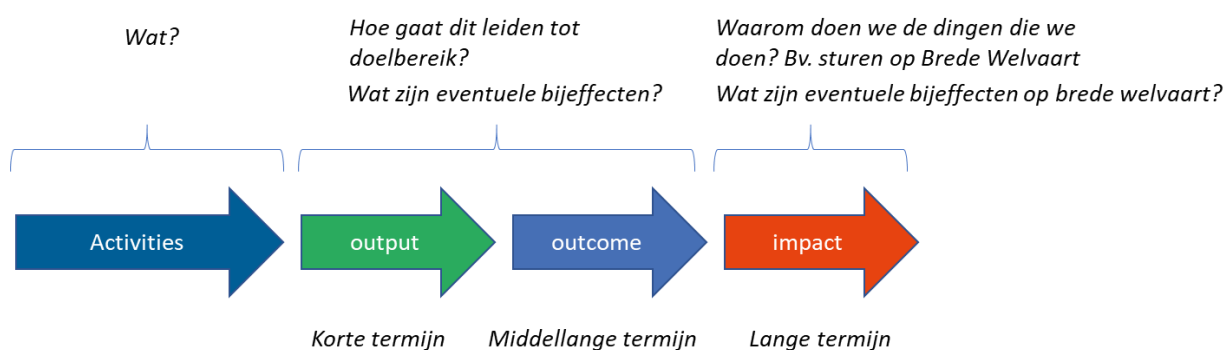 Wat?
Hoe gaat dit leiden tot
doelbereik?
Wat zijn eventuele bijeffecten?
Waarom doen we de dingen die we
doen? Bv. sturen op Brede Welvaart
Wat zijn eventuele bijeffecten op brede welvaart?
Activities
output
outcome
impact
Korte termijn
Middellange termijn
Lange termijn